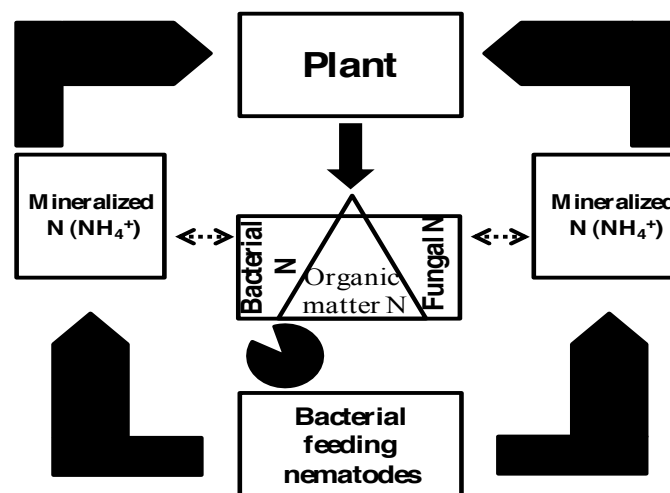 Plant
Mineralized
N (NH₄⁺)
Bacterial
N
Organic
matter N
Fungal N
Mineralized
N (NH₄⁺)
Bacterial
feeding
nematodes